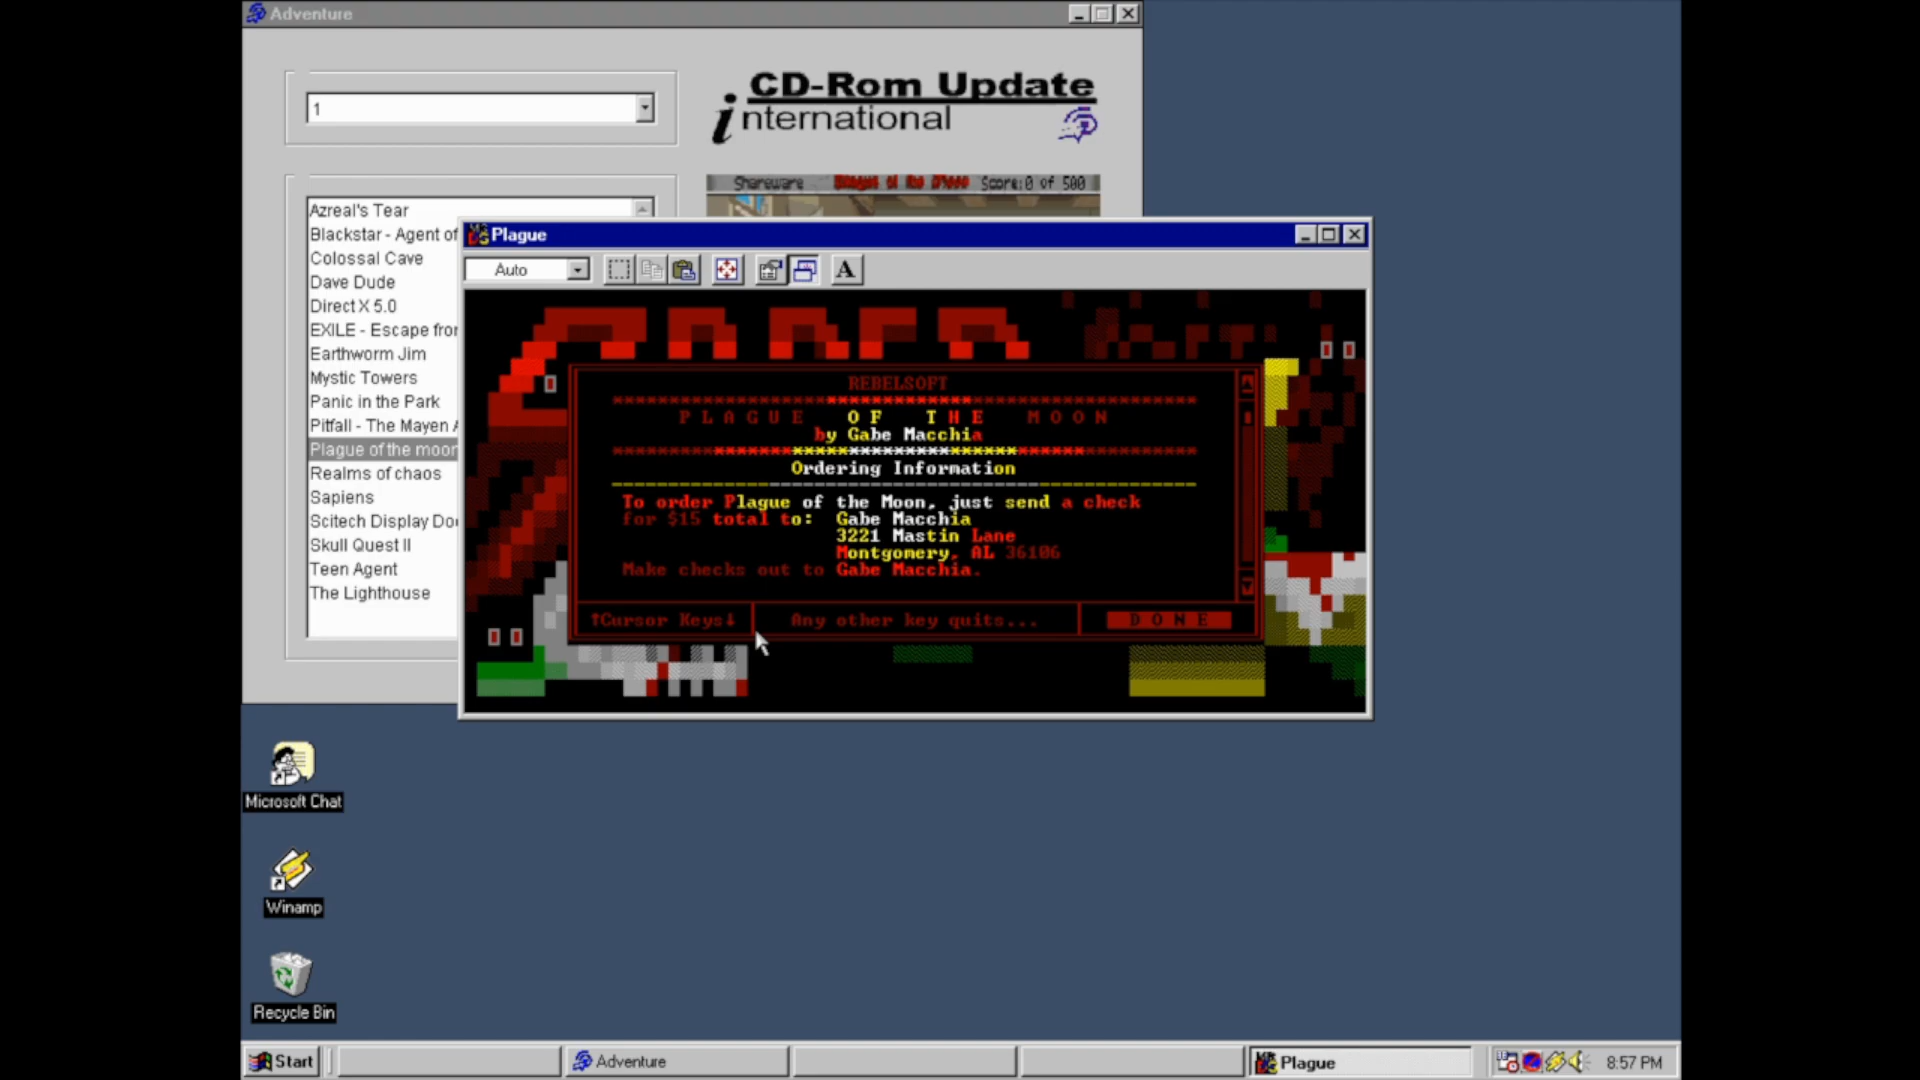 Adventure
1
CD-Rom Update
international
Shareware Plague of the Moon Score:0 of 500
Azreal's Tear
Blackstar - Agent of
Colossal Cave
Dave Dude
Direct X 5.0
EXILE - Escape fro
Earthworm Jim
Mystic Towers
Panic in the Park
Pitfall - The Mayen A
Plague of the moon
Realms of chaos
Sapiens
Scitech Display Do
Skull Quest II
Teen Agent
The Lighthouse
Plague
Auto
A
REBELSOFT
****************************************************
PLAGUE OF THE MOON
by Gabe Macchia
****************************************************
Ordering Information
To order Plague of the Moon, just send a check
for $15 total to: Gabe Macchia
3221 Mastin Lane
Montgomery, AL 36106
Make checks out to Gabe Macchia.
↑Cursor Keys↓ Any other key quits... DONE
Microsoft Chat
Winamp
Recycle Bin
Start Adventure Plague 8:57 PM